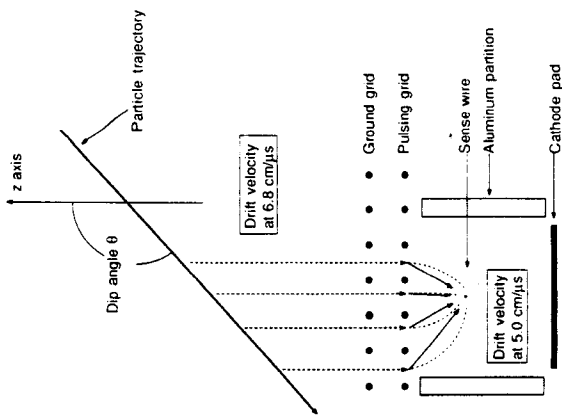 z axis
Particle trajectory
Dip angle θ
Drift velocity
at 6.8 cm/μs
Ground grid
Pulsing grid
Sense wire
Aluminum partition
Cathode pad
Drift velocity
at 5.0 cm/μs